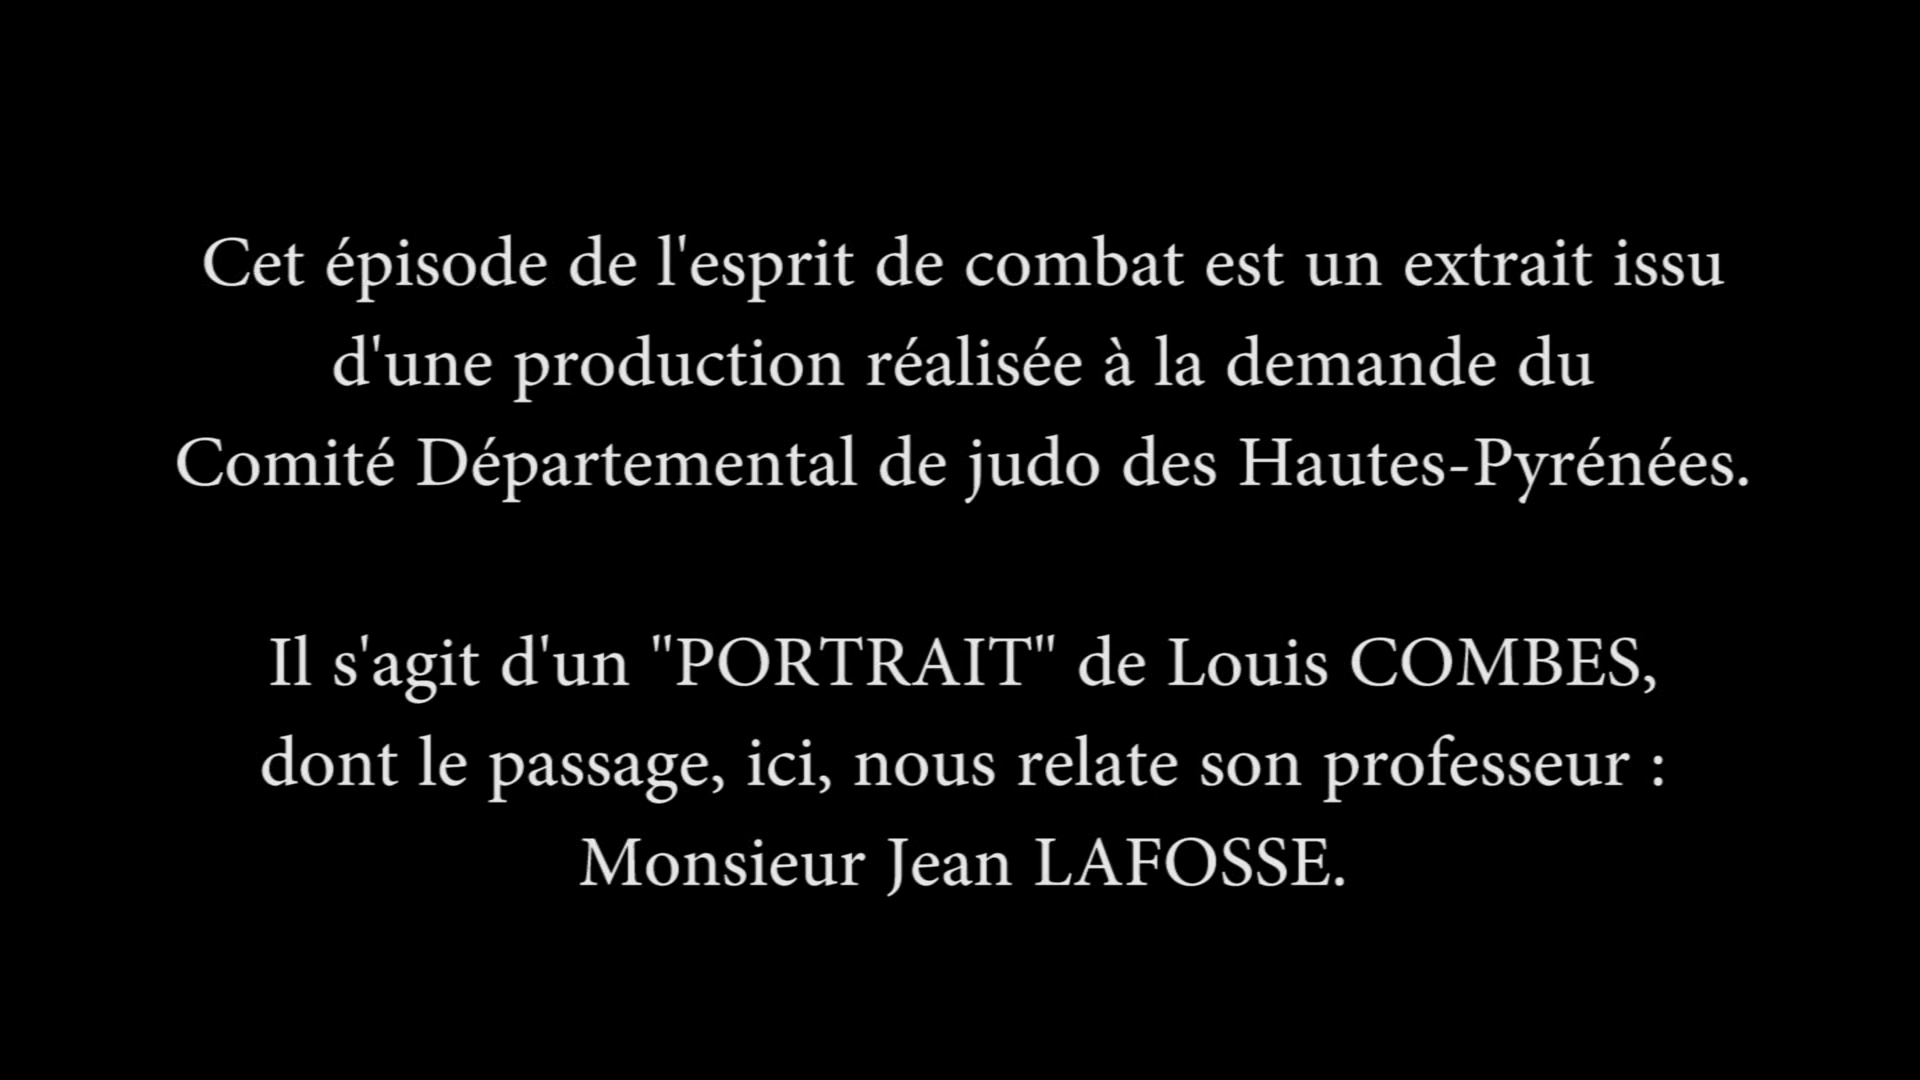 Cet épisode de l'esprit de combat est un extrait issu
d'une production réalisée à la demande du
Comité Départemental de judo des Hautes-Pyrénées.
Il s'agit d'un "PORTRAIT" de Louis COMBES,
dont le passage, ici, nous relate son professeur :
Monsieur Jean LAFOSSE.